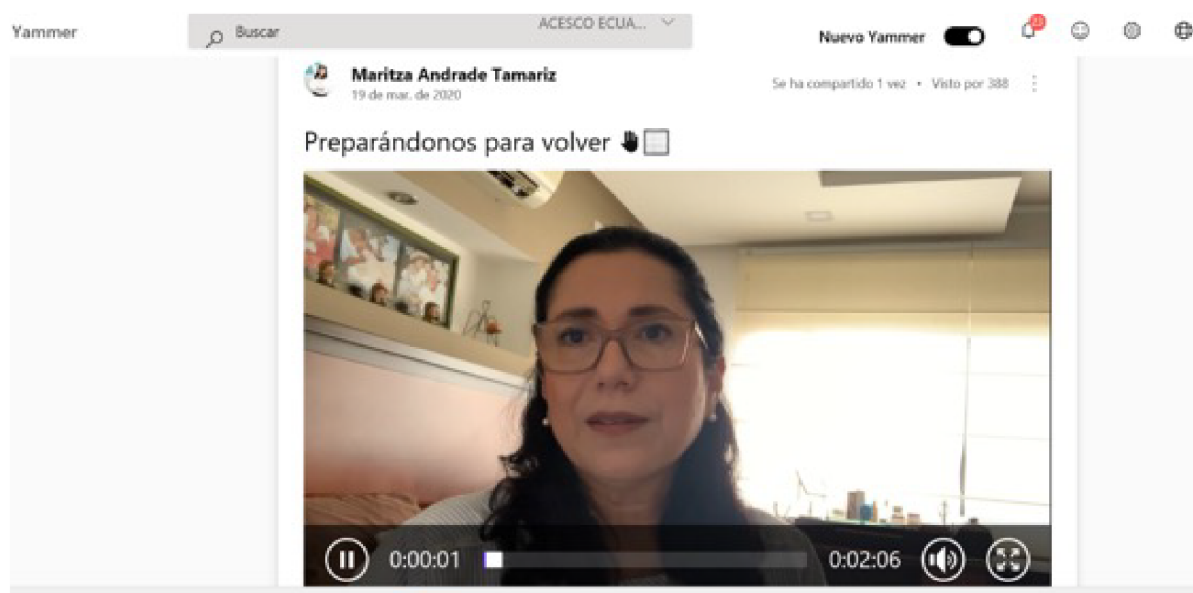 Yammer
Buscar
ACESCO ECUA...
Nuevo Yammer
23
Maritza Andrade Tamariz
19 de mar. de 2020
Se ha compartido 1 vez • Visto por 388
Preparándonos para volver
0:00:01
0:02:06